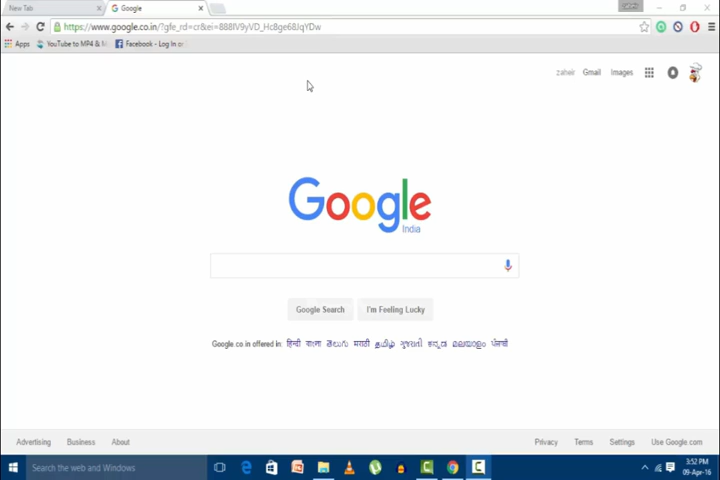 New Tab
Google
https://www.google.co.in/?gfe_rd=cr&ei=888IV9yVD_Hc8ge68JqYDw
Apps YouTube to MP4 & M Facebook - Log In or
zaheir Gmail Images
Google
India
Google Search I'm Feeling Lucky
Google.co.in offered in: हिन्दी বাংলা తెలుగు मराठी தமிழ் ગુજરાતી ಕನ್ನಡ മലയാളം ਪੰਜਾਬੀ
Advertising Business About Privacy Terms Settings Use Google.com
Search the web and Windows
3:52 PM
09-Apr-16